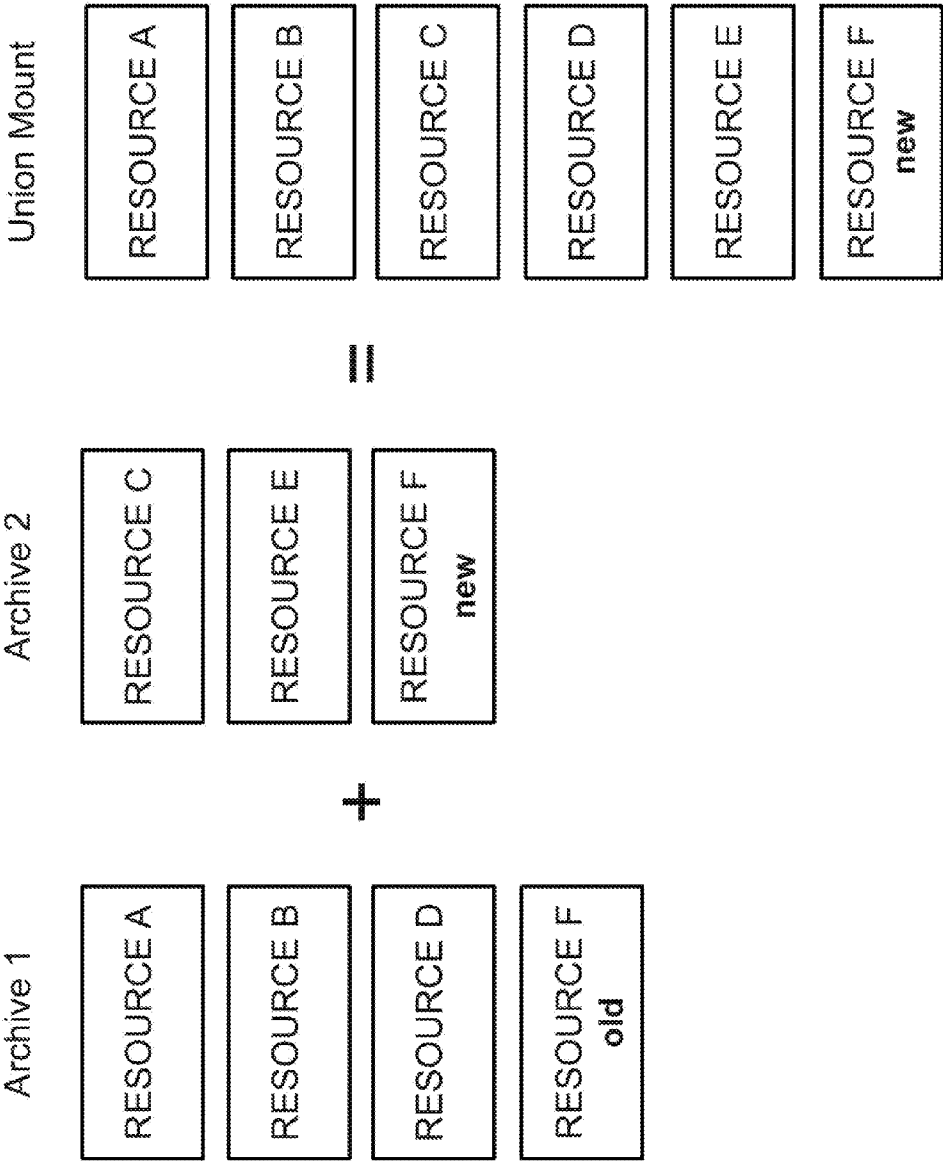 Archive 1
RESOURCE A
RESOURCE B
RESOURCE D
RESOURCE F
old
+
Archive 2
RESOURCE C
RESOURCE E
RESOURCE F
new
=
Union Mount
RESOURCE A
RESOURCE B
RESOURCE C
RESOURCE D
RESOURCE E
RESOURCE F
new